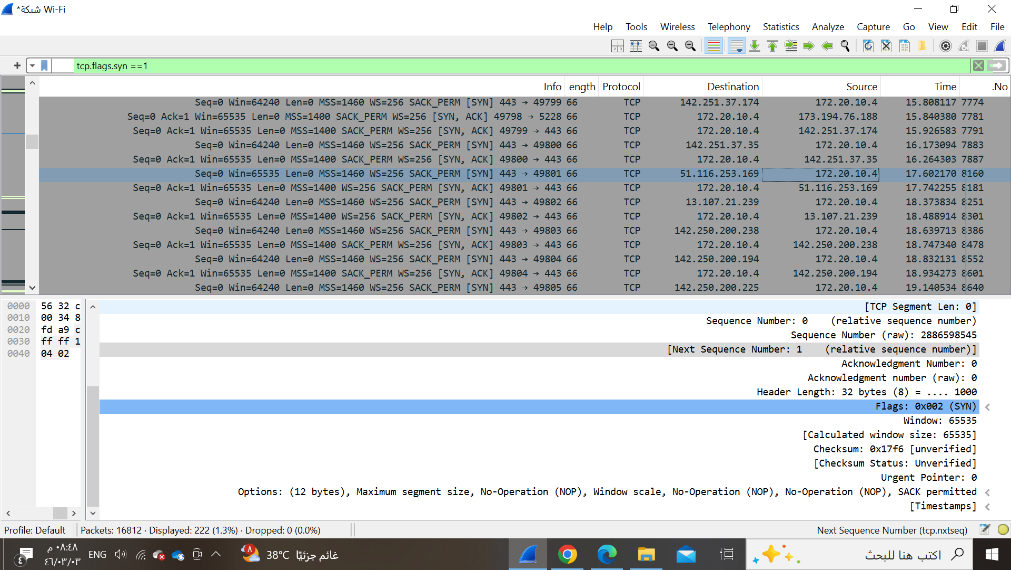 *شبكة Wi-Fi
Help Tools Wireless Telephony Statistics Analyze Capture Go View Edit File
tcp.flags.syn ==1
Info ength Protocol Destination Source Time .No
Seq=0 Win=64240 Len=0 MSS=1460 WS=256 SACK_PERM [SYN] 443 → 49799 66 TCP 142.251.37.174 172.20.10.4 15.808117 7774
Seq=0 Ack=1 Win=65535 Len=0 MSS=1400 SACK_PERM WS=256 [SYN, ACK] 49798 → 5228 66 TCP 172.20.10.4 173.194.76.188 15.840380 7781
Seq=0 Ack=1 Win=65535 Len=0 MSS=1400 SACK_PERM WS=256 [SYN, ACK] 49799 → 443 66 TCP 172.20.10.4 142.251.37.174 15.926583 7791
Seq=0 Win=64240 Len=0 MSS=1460 WS=256 SACK_PERM [SYN] 443 → 49800 66 TCP 142.251.37.35 172.20.10.4 16.173094 7883
Seq=0 Ack=1 Win=65535 Len=0 MSS=1400 SACK_PERM WS=256 [SYN, ACK] 49800 → 443 66 TCP 172.20.10.4 142.251.37.35 16.264303 7887
Seq=0 Win=65535 Len=0 MSS=1460 WS=256 SACK_PERM [SYN] 443 → 49801 66 TCP 51.116.253.169 172.20.10.4 17.602170 8160
Seq=0 Ack=1 Win=65535 Len=0 MSS=1400 SACK_PERM WS=256 [SYN, ACK] 49801 → 443 66 TCP 172.20.10.4 51.116.253.169 17.742255 8181
Seq=0 Win=64240 Len=0 MSS=1460 WS=256 SACK_PERM [SYN] 443 → 49802 66 TCP 13.107.21.239 172.20.10.4 18.373834 8251
Seq=0 Ack=1 Win=65535 Len=0 MSS=1400 SACK_PERM WS=256 [SYN, ACK] 49802 → 443 66 TCP 172.20.10.4 13.107.21.239 18.488914 8301
Seq=0 Win=64240 Len=0 MSS=1460 WS=256 SACK_PERM [SYN] 443 → 49803 66 TCP 142.250.200.238 172.20.10.4 18.639713 8386
Seq=0 Ack=1 Win=65535 Len=0 MSS=1400 SACK_PERM WS=256 [SYN, ACK] 49803 → 443 66 TCP 172.20.10.4 142.250.200.238 18.747340 8478
Seq=0 Win=64240 Len=0 MSS=1460 WS=256 SACK_PERM [SYN] 443 → 49804 66 TCP 142.250.200.194 172.20.10.4 18.832131 8552
Seq=0 Ack=1 Win=65535 Len=0 MSS=1400 SACK_PERM WS=256 [SYN, ACK] 49804 → 443 66 TCP 172.20.10.4 142.250.200.194 18.934273 8601
Seq=0 Win=64240 Len=0 MSS=1460 WS=256 SACK_PERM [SYN] 443 → 49805 66 TCP 142.250.200.225 172.20.10.4 19.140534 8640
0000 56 32 c
0010 00 34 8
0020 fd a9 c
0030 ff ff 1
0040 04 02
[TCP Segment Len: 0]
Sequence Number: 0 (relative sequence number)
Sequence Number (raw): 2886598545
[Next Sequence Number: 1 (relative sequence number)]
Acknowledgment Number: 0
Acknowledgment number (raw): 0
Header Length: 32 bytes (8) = .... 1000
Flags: 0x002 (SYN)
Window: 65535
[Calculated window size: 65535]
Checksum: 0x17f6 [unverified]
[Checksum Status: Unverified]
Urgent Pointer: 0
Options: (12 bytes), Maximum segment size, No-Operation (NOP), Window scale, No-Operation (NOP), No-Operation (NOP), SACK permitted
[Timestamps]
Profile: Default Packets: 16812 · Displayed: 222 (1.3%) · Dropped: 0 (0.0%) Next Sequence Number (tcp.nxtseq)
٠٨:٤٨ م
٤٦/٠٣/٠٣
ENG
38°C غائم جزئيًا
اكتب هنا للبحث